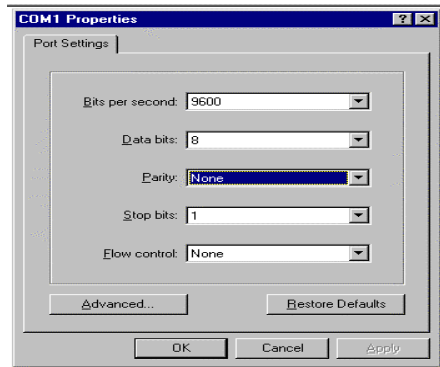 COM1 Properties
Port Settings
Bits per second: 9600
Data bits: 8
Parity: None
Stop bits: 1
Flow control: None
Advanced... Restore Defaults
OK Cancel Apply